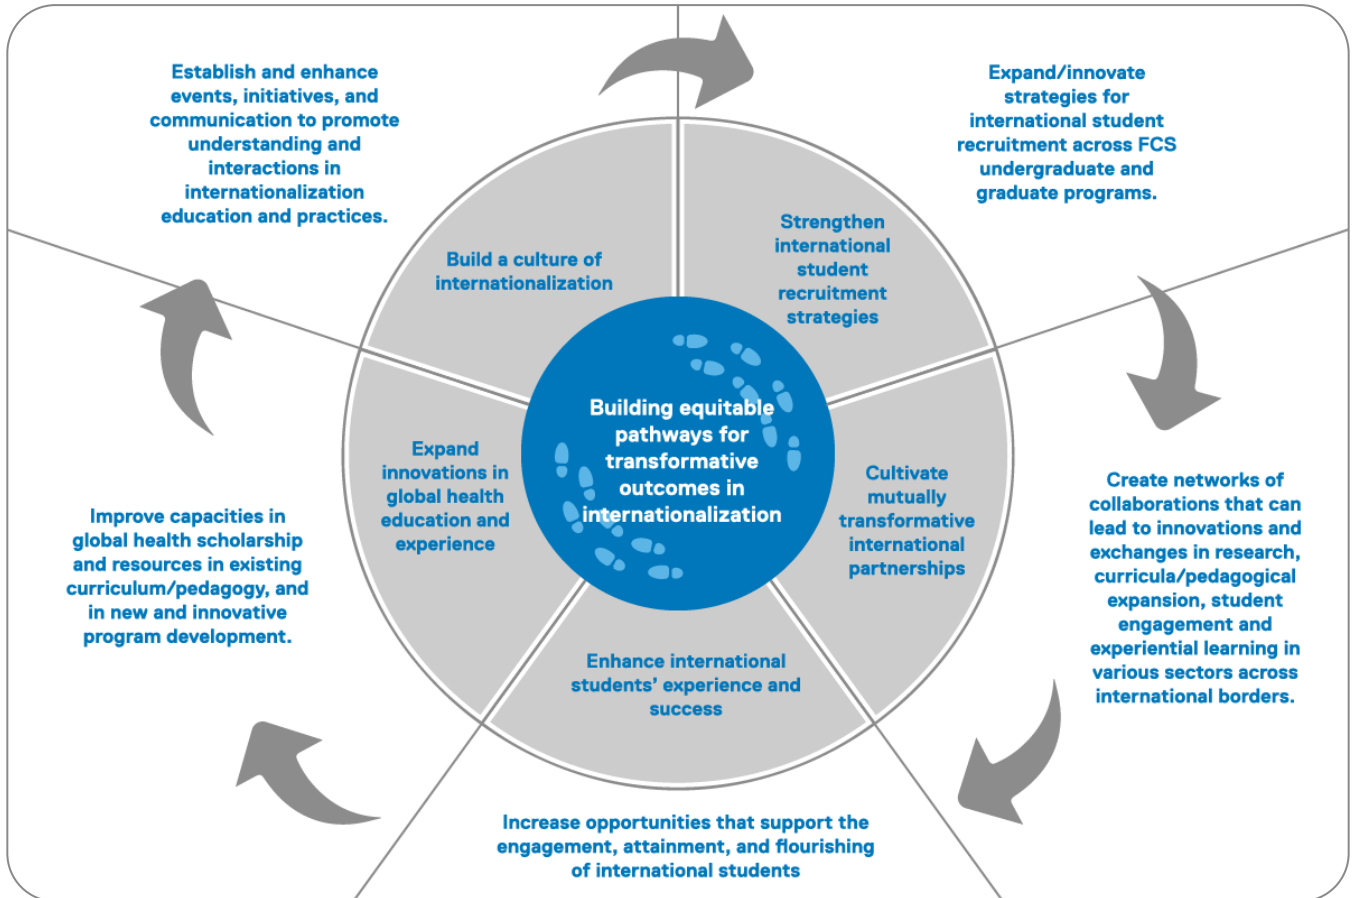 Establish and enhance
events, initiatives, and
communication to promote
understanding and
interactions in
internationalization
education and practices.
Expand/innovate
strategies for
international student
recruitment across FCS
undergraduate and
graduate programs.
Build a culture of
internationalization
Strengthen
international
student
recruitment
strategies
Building equitable
pathways for
transformative
outcomes in
internationalization
Expand
innovations in
global health
education and
experience
Cultivate
mutually
transformative
international
partnerships
Improve capacities in
global health scholarship
and resources in existing
curriculum/pedagogy, and
in new and innovative
program development.
Create networks of
collaborations that can
lead to innovations and
exchanges in research,
curricula/pedagogical
expansion, student
engagement and
experiential learning in
various sectors across
international borders.
Enhance international
students’ experience and
success
Increase opportunities that support the
engagement, attainment, and flourishing
of international students